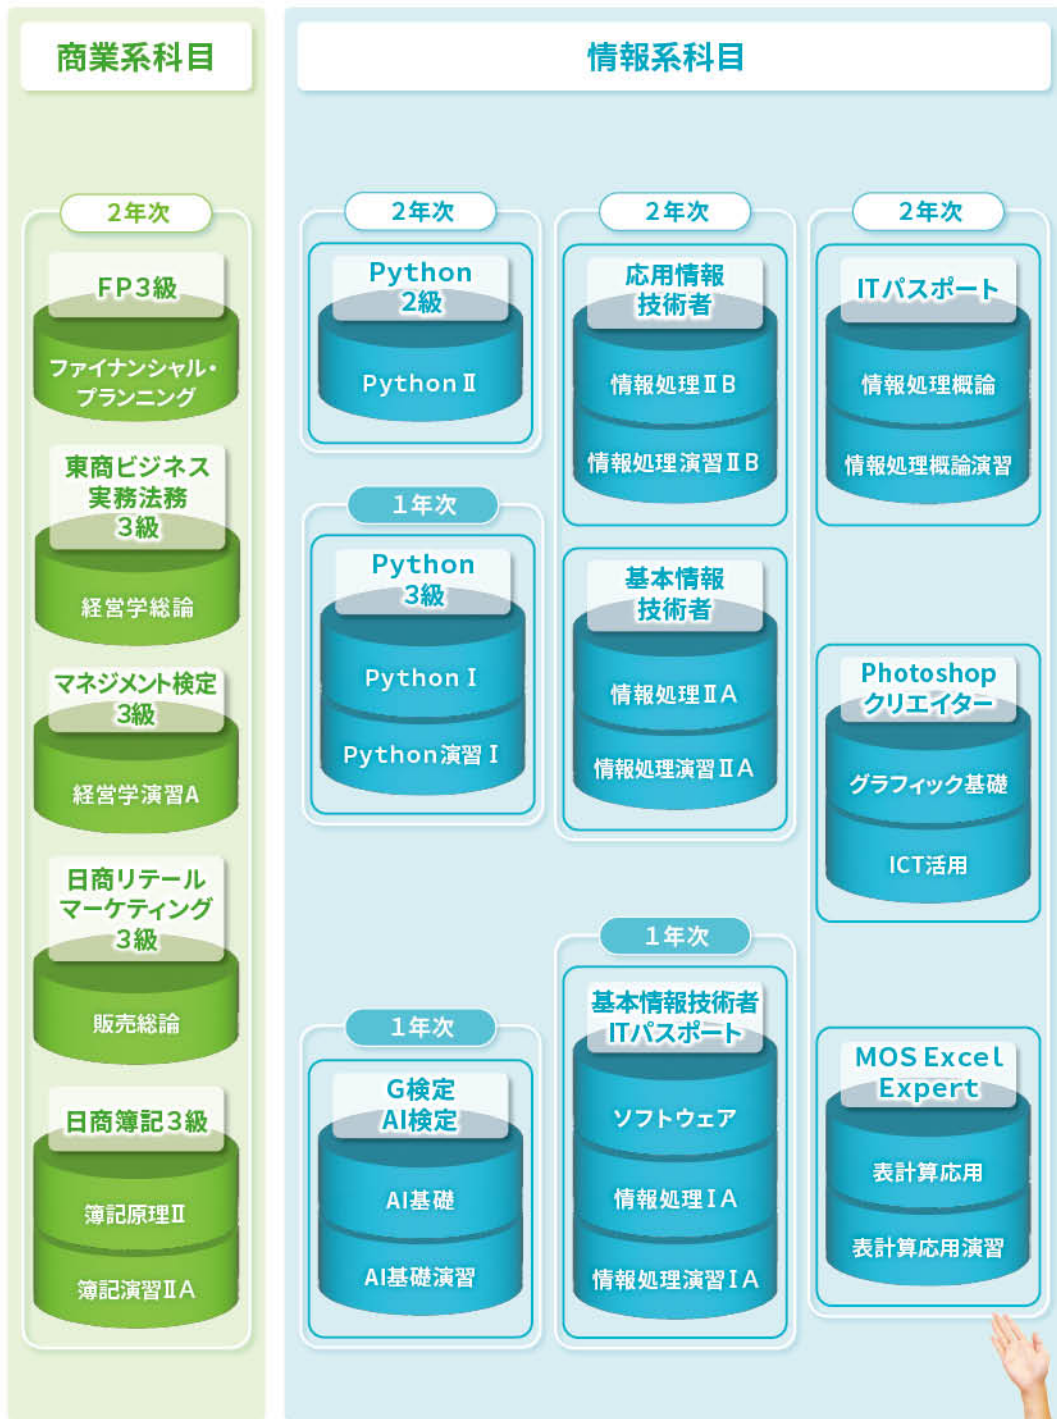 商業系科目
2年次
FP3級
ファイナンシャル・
プランニング
東商ビジネス
実務法務
3級
経営学総論
マネジメント検定
3級
経営学演習A
日商リテール
マーケティング
3級
販売総論
日商簿記3級
簿記原理Ⅱ
簿記演習ⅡA
情報系科目
2年次
Python
2級
PythonⅡ
1年次
Python
3級
PythonⅠ
Python演習Ⅰ
1年次
G検定
AI検定
AI基礎
AI基礎演習
2年次
応用情報
技術者
情報処理ⅡB
情報処理演習ⅡB
基本情報
技術者
情報処理ⅡA
情報処理演習ⅡA
1年次
基本情報技術者
ITパスポート
ソフトウェア
情報処理ⅠA
情報処理演習ⅠA
2年次
ITパスポート
情報処理概論
情報処理概論演習
Photoshop
クリエイター
グラフィック基礎
ICT活用
MOS Excel
Expert
表計算応用
表計算応用演習